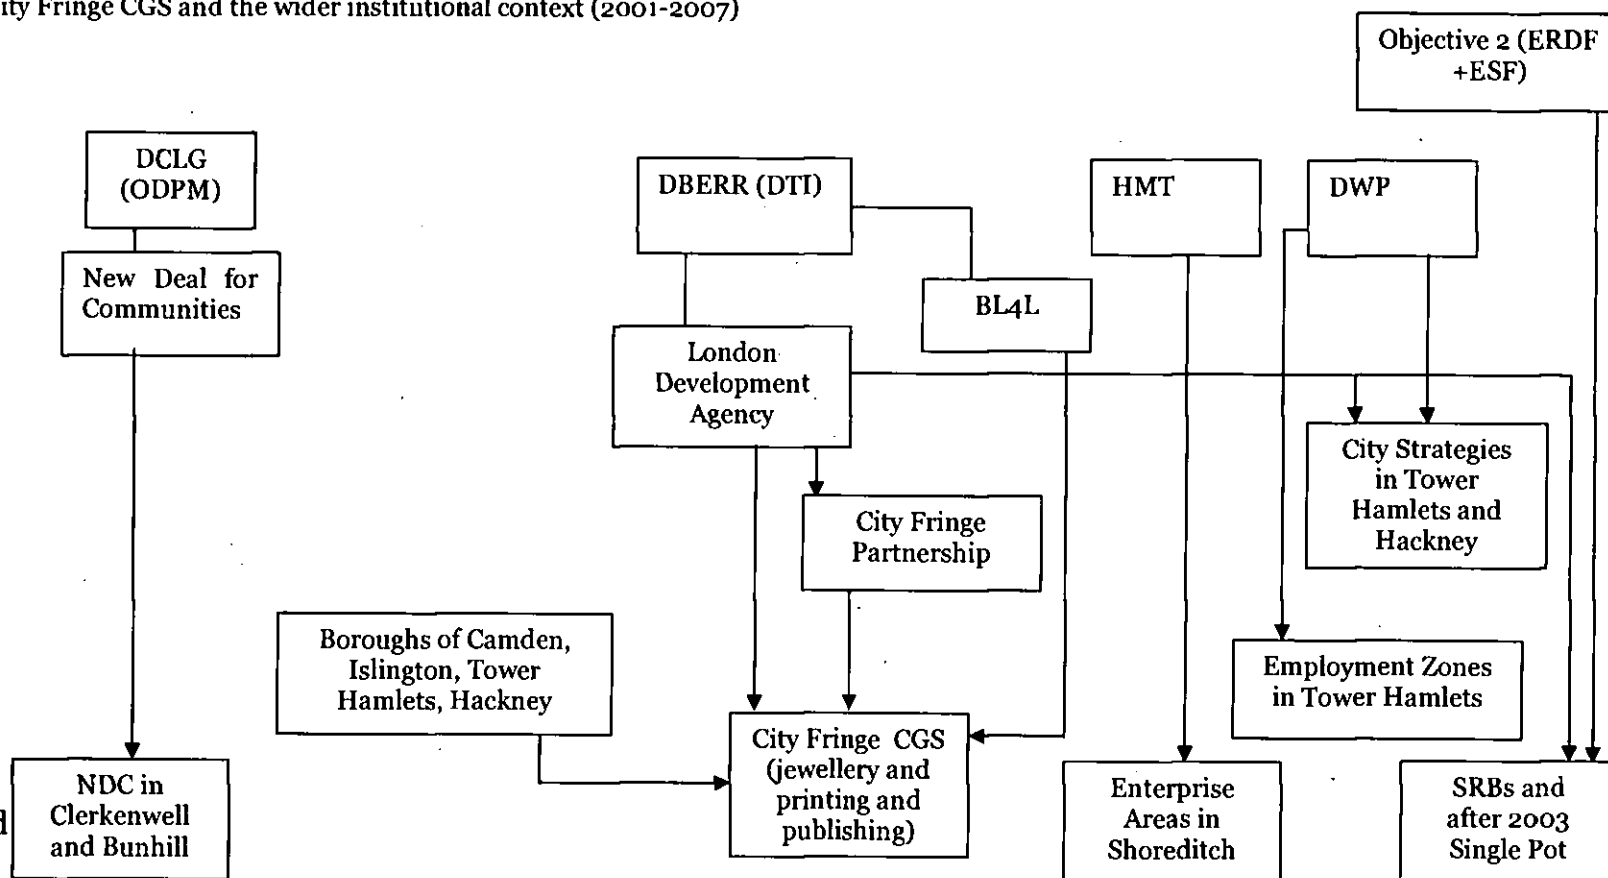 ity Fringe CGS and the wider institutional context (2001-2007)
Objective 2 (ERDF
+ESF)
DCLG
(ODPM)
DBERR (DTI)
HMT
DWP
New Deal for
Communities
BL4L
London
Development
Agency
City Strategies
in Tower
Hamlets and
Hackney
City Fringe
Partnership
Boroughs of Camden,
Islington, Tower
Hamlets, Hackney
Employment Zones
in Tower Hamlets
City Fringe CGS
(jewellery and
printing and
publishing)
NDC in
Clerkenwell
and Bunhill
Enterprise
Areas in
Shoreditch
SRBs and
after 2003
Single Pot